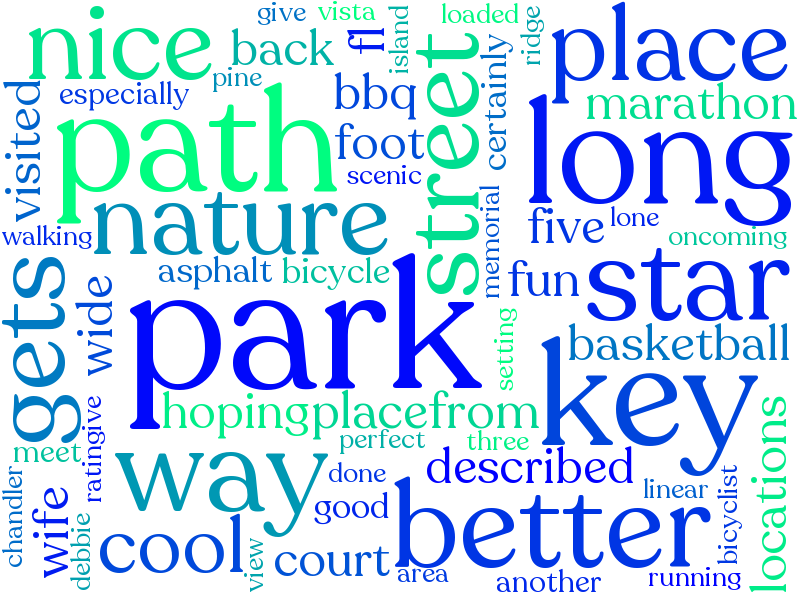 give
vista
loaded
nice
back
fl
island
ridge
place
pine
especially
bbq
street
certainly
marathon
visited
path
foot
long
scenic
nature
memorial
five
lone
walking
oncoming
asphalt
bicycle
fun
star
gets
wide
park
setting
basketball
key
hopingplacefrom
ratingive
perfect
three
locations
meet
way
done
described
chandler
wife
good
better
linear
bicyclist
debbie
cool
view
court
area
another
running